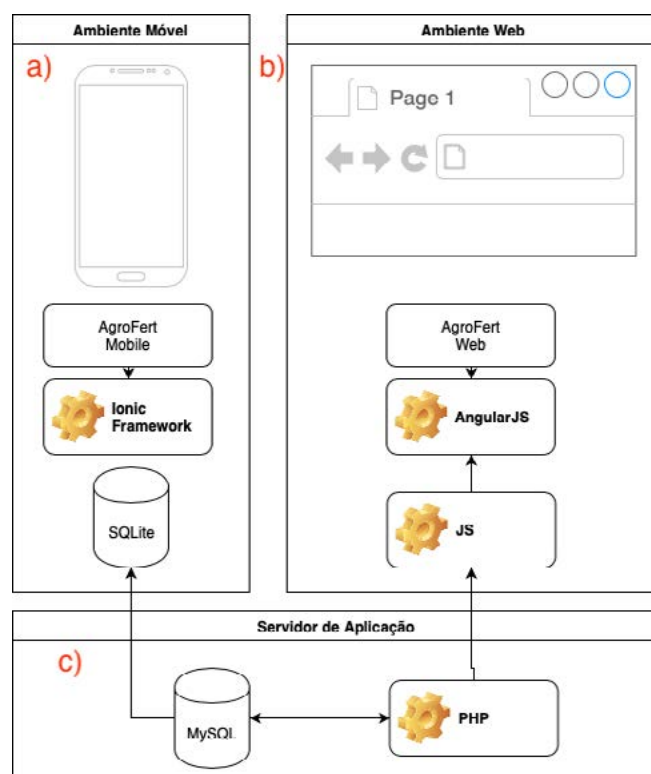 Ambiente Móvel
a)
AgroFert
Mobile
Ionic
Framework
SQLite
Ambiente Web
b)
Page 1
AgroFert
Web
AngularJS
JS
Servidor de Aplicação
c)
MySQL
PHP